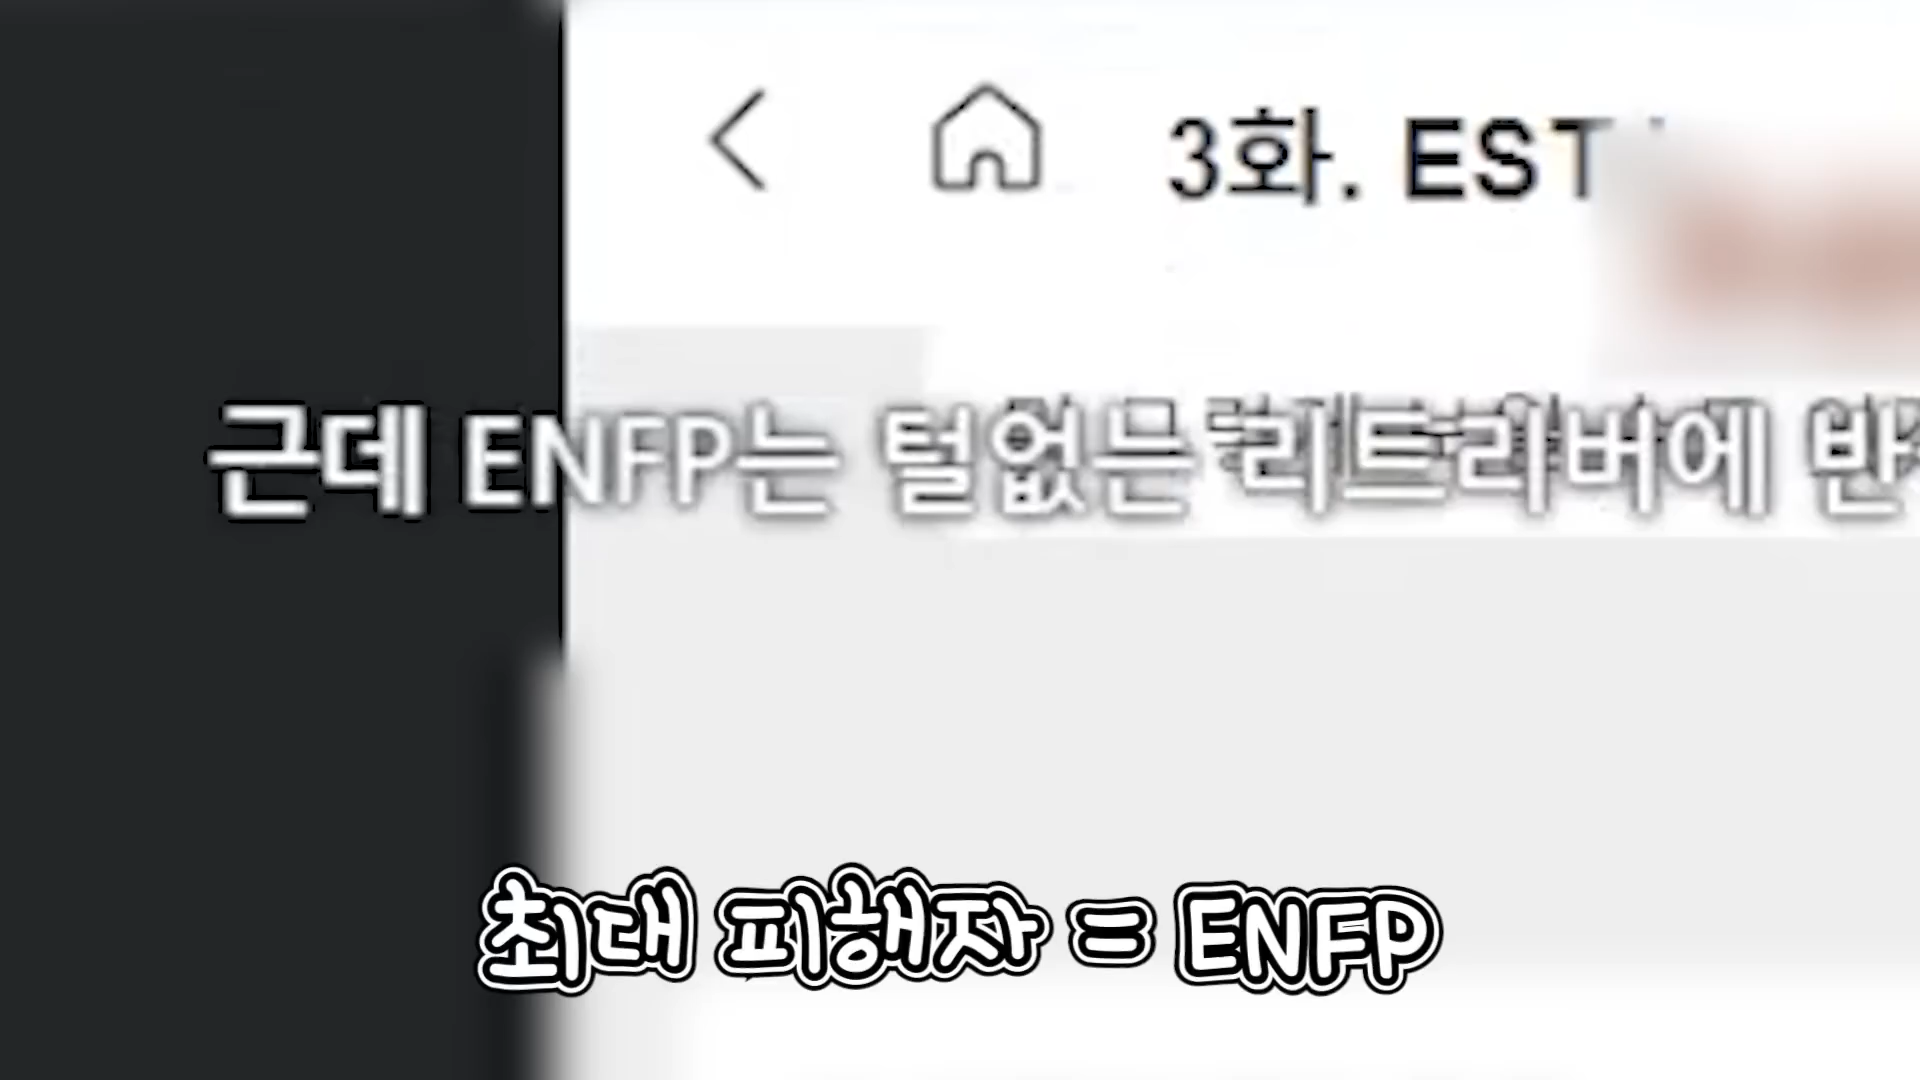 3화. EST
근데 ENFP는 털없는 리트리버에 반
최대 피해자 = ENFP